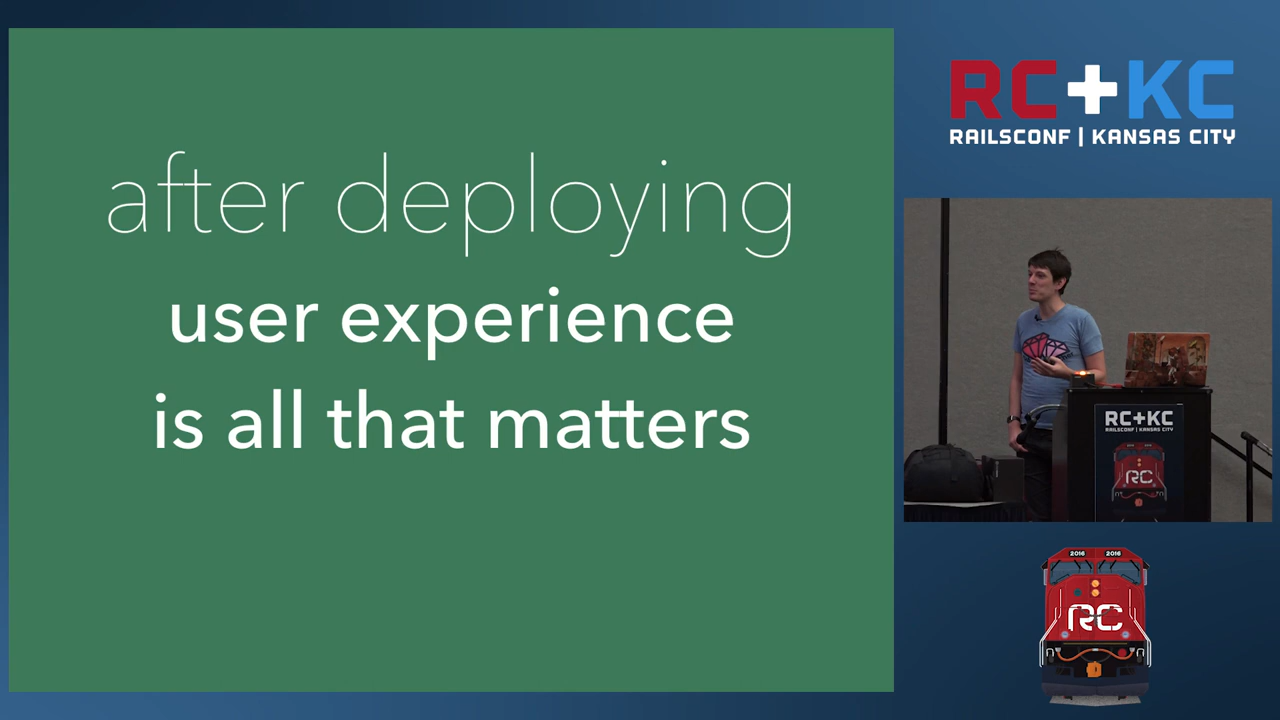 after deploying
user experience
is all that matters
RC+KC
RAILSCONF | KANSAS CITY
RC+KC
RAILSCONF | KANSAS CITY
RC
2016 2016
RC